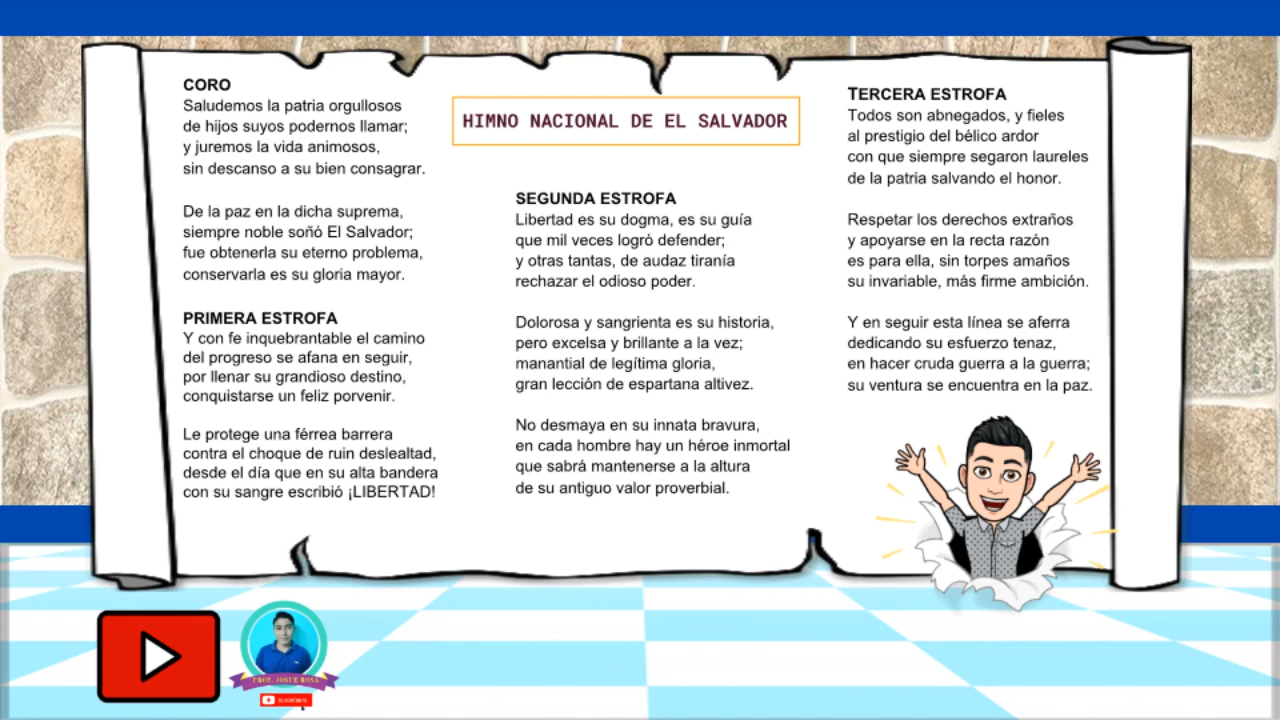 CORO
Saludemos la patria orgullosos
de hijos suyos podernos llamar;
y juremos la vida animosos,
sin descanso a su bien consagrar.
De la paz en la dicha suprema,
siempre noble soñó El Salvador;
fue obtenerla su eterno problema,
conservarla es su gloria mayor.
PRIMERA ESTROFA
Y con fe inquebrantable el camino
del progreso se afana en seguir,
por llenar su grandioso destino,
conquistarse un feliz porvenir.
Le protege una férrea barrera
contra el choque de ruin deslealtad,
desde el día que en su alta bandera
con su sangre escribió ¡LIBERTAD!
HIMNO NACIONAL DE EL SALVADOR
SEGUNDA ESTROFA
Libertad es su dogma, es su guía
que mil veces logró defender;
y otras tantas, de audaz tiranía
rechazar el odioso poder.
Dolorosa y sangrienta es su historia,
pero excelsa y brillante a la vez;
manantial de legítima gloria,
gran lección de espartana altivez.
No desmaya en su innata bravura,
en cada hombre hay un héroe inmortal
que sabrá mantenerse a la altura
de su antiguo valor proverbial.
TERCERA ESTROFA
Todos son abnegados, y fieles
al prestigio del bélico ardor
con que siempre segaron laureles
de la patria salvando el honor.
Respetar los derechos extraños
y apoyarse en la recta razón
es para ella, sin torpes amaños
su invariable, más firme ambición.
Y en seguir esta línea se aferra
dedicando su esfuerzo tenaz,
en hacer cruda guerra a la guerra;
su ventura se encuentra en la paz.
PROF. JOSUE ROSA